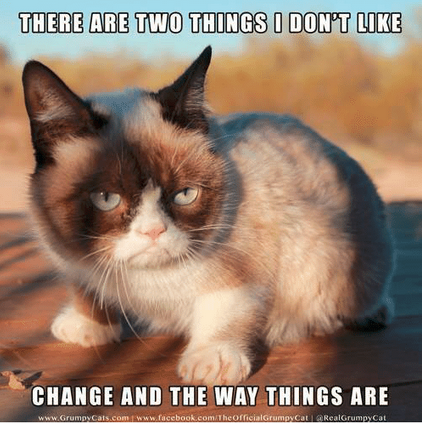 THERE ARE TWO THINGS I DON'T LIKE
CHANGE AND THE WAY THINGS ARE
www.GrumpyCats.com | www.facebook.com/TheOfficialGrumpyCat | @RealGrumpyCat